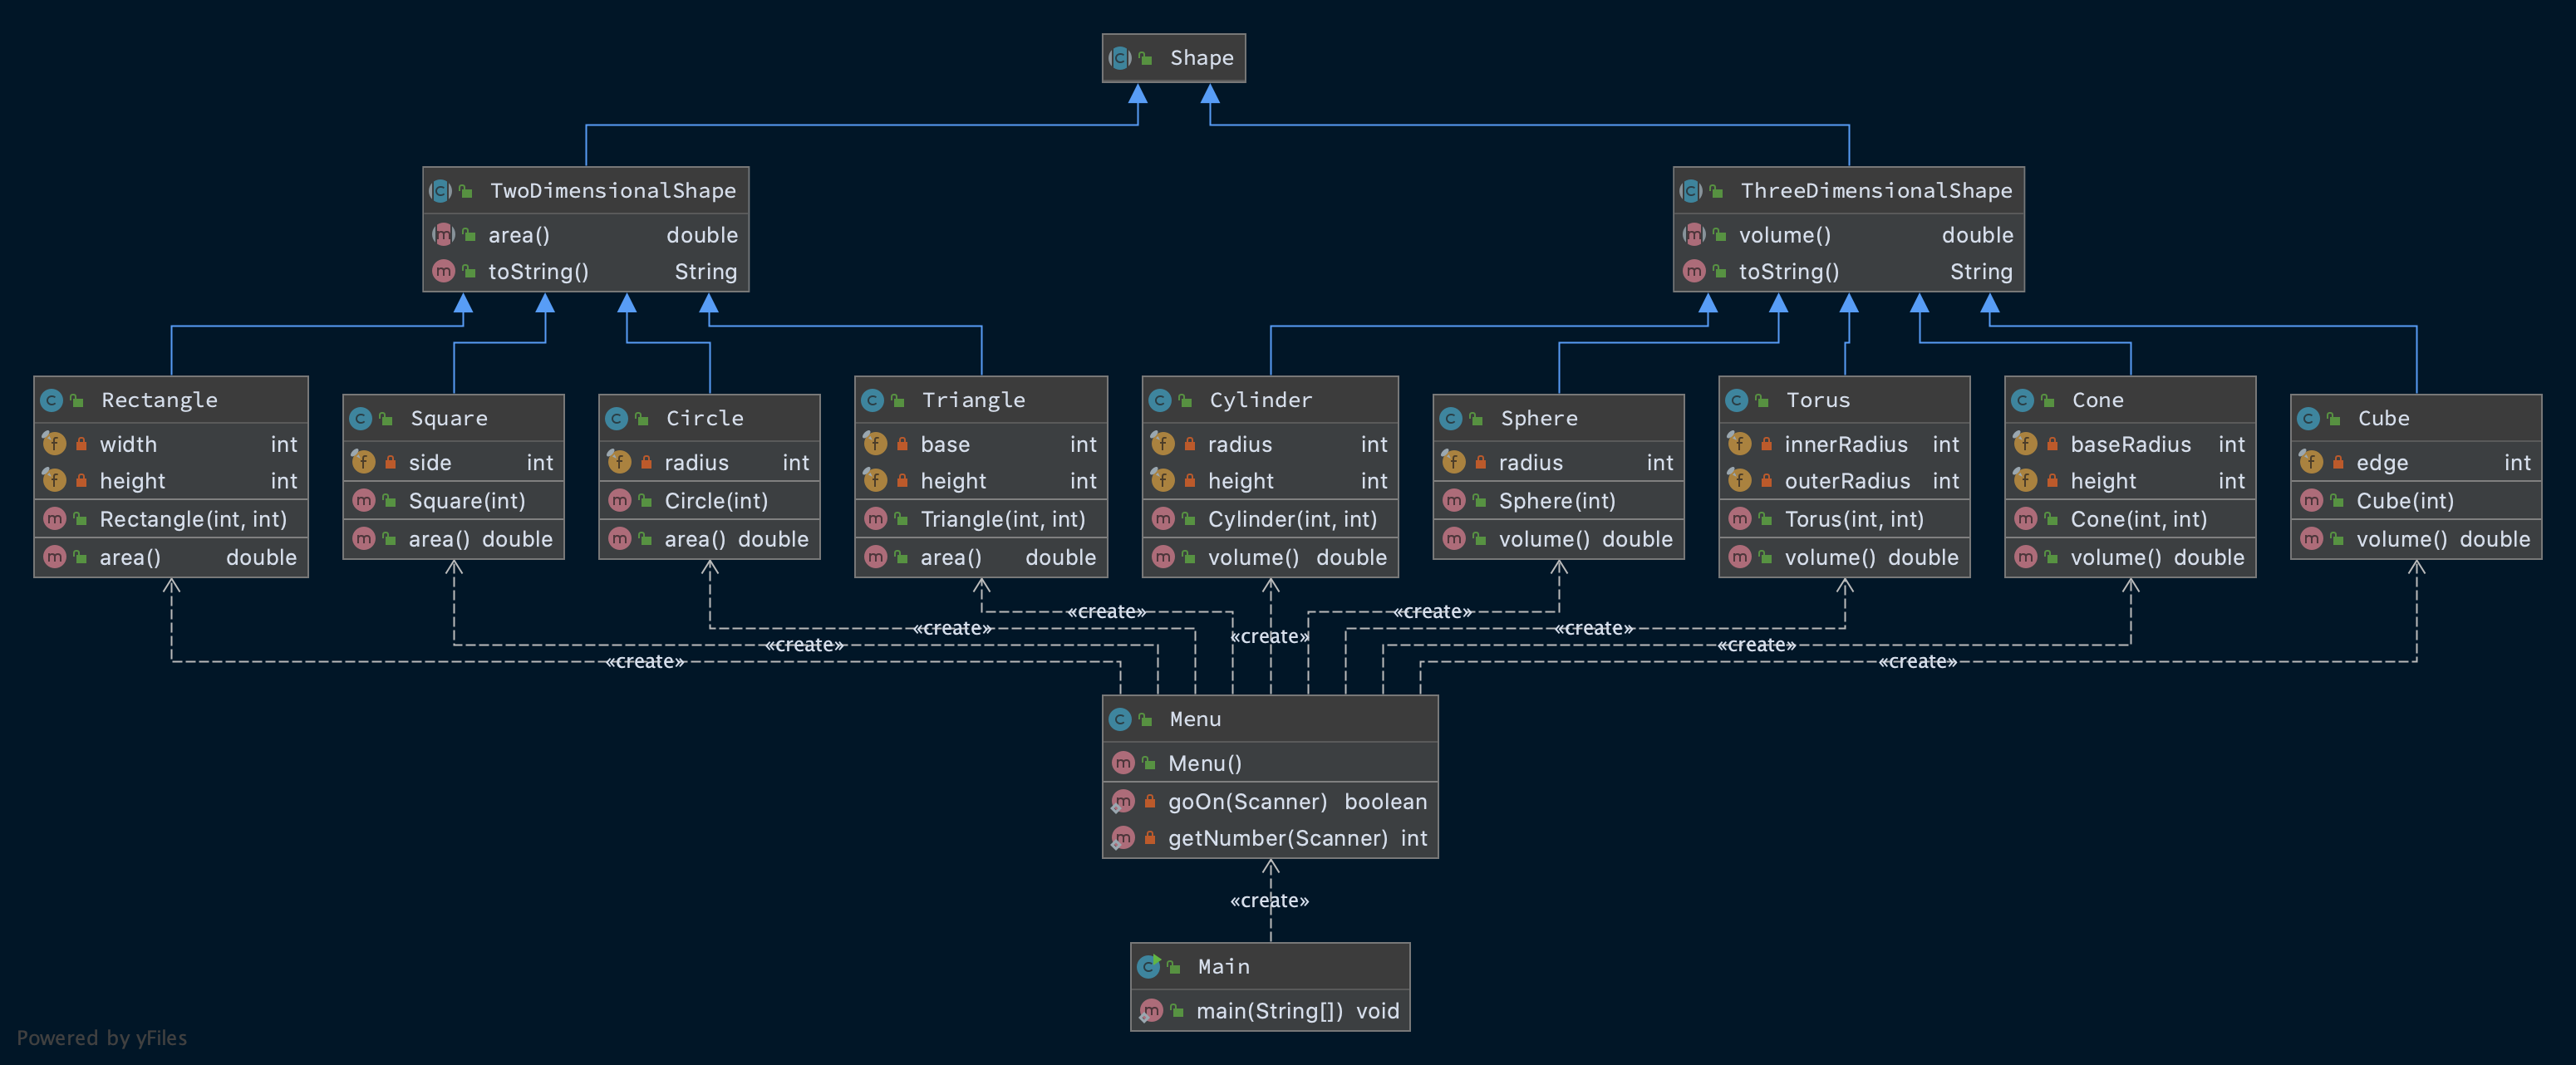 Shape
TwoDimensionalShape
area() double
toString() String
ThreeDimensionalShape
volume() double
toString() String
Rectangle
width int
height int
Rectangle(int, int)
area() double
Square
side int
Square(int)
area() double
Circle
radius int
Circle(int)
area() double
Triangle
base int
height int
Triangle(int, int)
area() double
Cylinder
radius int
height int
Cylinder(int, int)
volume() double
Sphere
radius int
Sphere(int)
volume() double
Torus
innerRadius int
outerRadius int
Torus(int, int)
volume() double
Cone
baseRadius int
height int
Cone(int, int)
volume() double
Cube
edge int
Cube(int)
volume() double
«create»
«create»
«create»
«create»
«create»
«create»
«create»
«create»
«create»
Menu
Menu()
goOn(Scanner) boolean
getNumber(Scanner) int
«create»
Main
main(String[]) void
Powered by yFiles